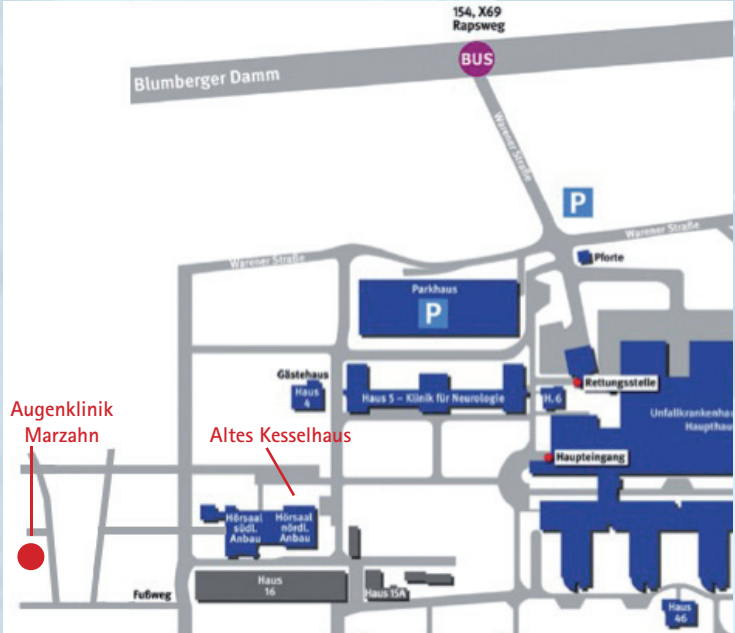 154, X69
Rapsweg
BUS
Blumberger Damm
Warener Straße
P
Warener Straße
Pforte
Warener Straße
Parkhaus
P
Gästehaus
Haus
4
Haus 5 – Klinik für Neurologie
H. 6
Rettungsstelle
Unfallkrankenhau
Hauptha
Augenklinik
Marzahn
Altes Kesselhaus
Haupteingang
Hörsaal
südl.
Anbau
Hörsaal
nördl.
Anbau
Haus
16
Fußweg
Haus 15A
Haus
46